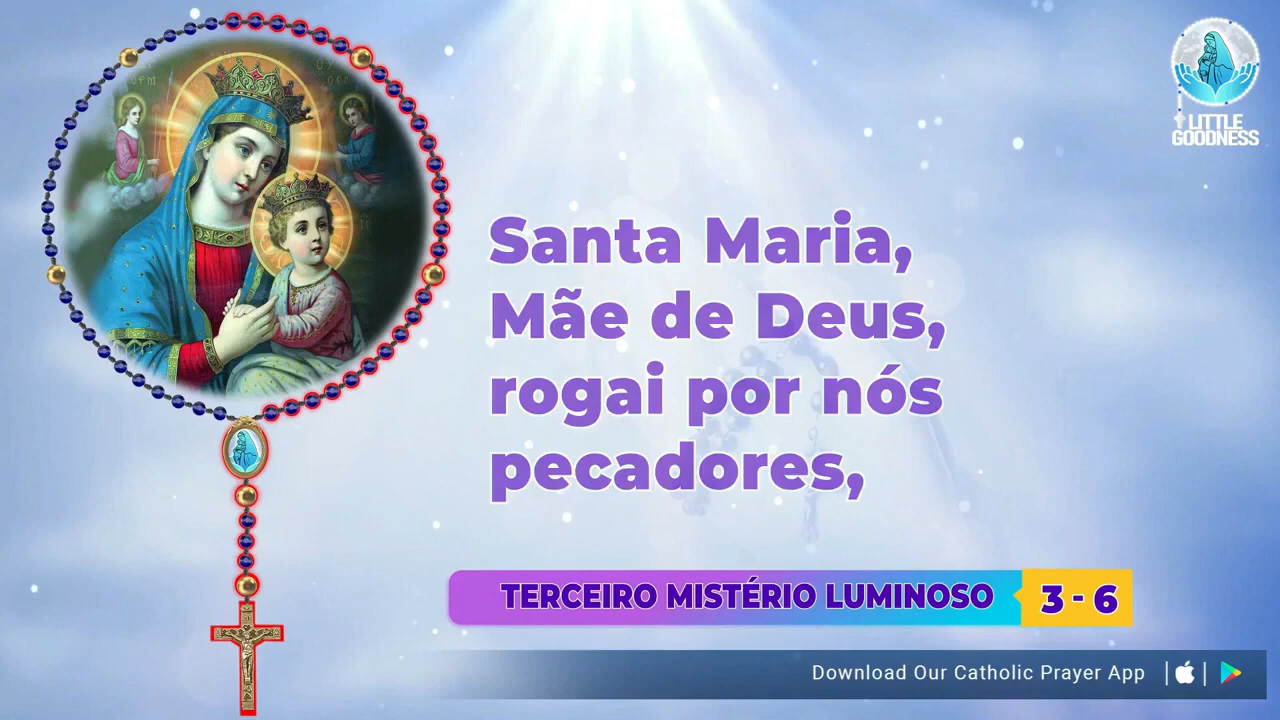 LITTLE
GOODNESS
Santa Maria,
Mãe de Deus,
rogai por nós
pecadores,
TERCEIRO MISTÉRIO LUMINOSO
3 - 6
Download Our Catholic Prayer App